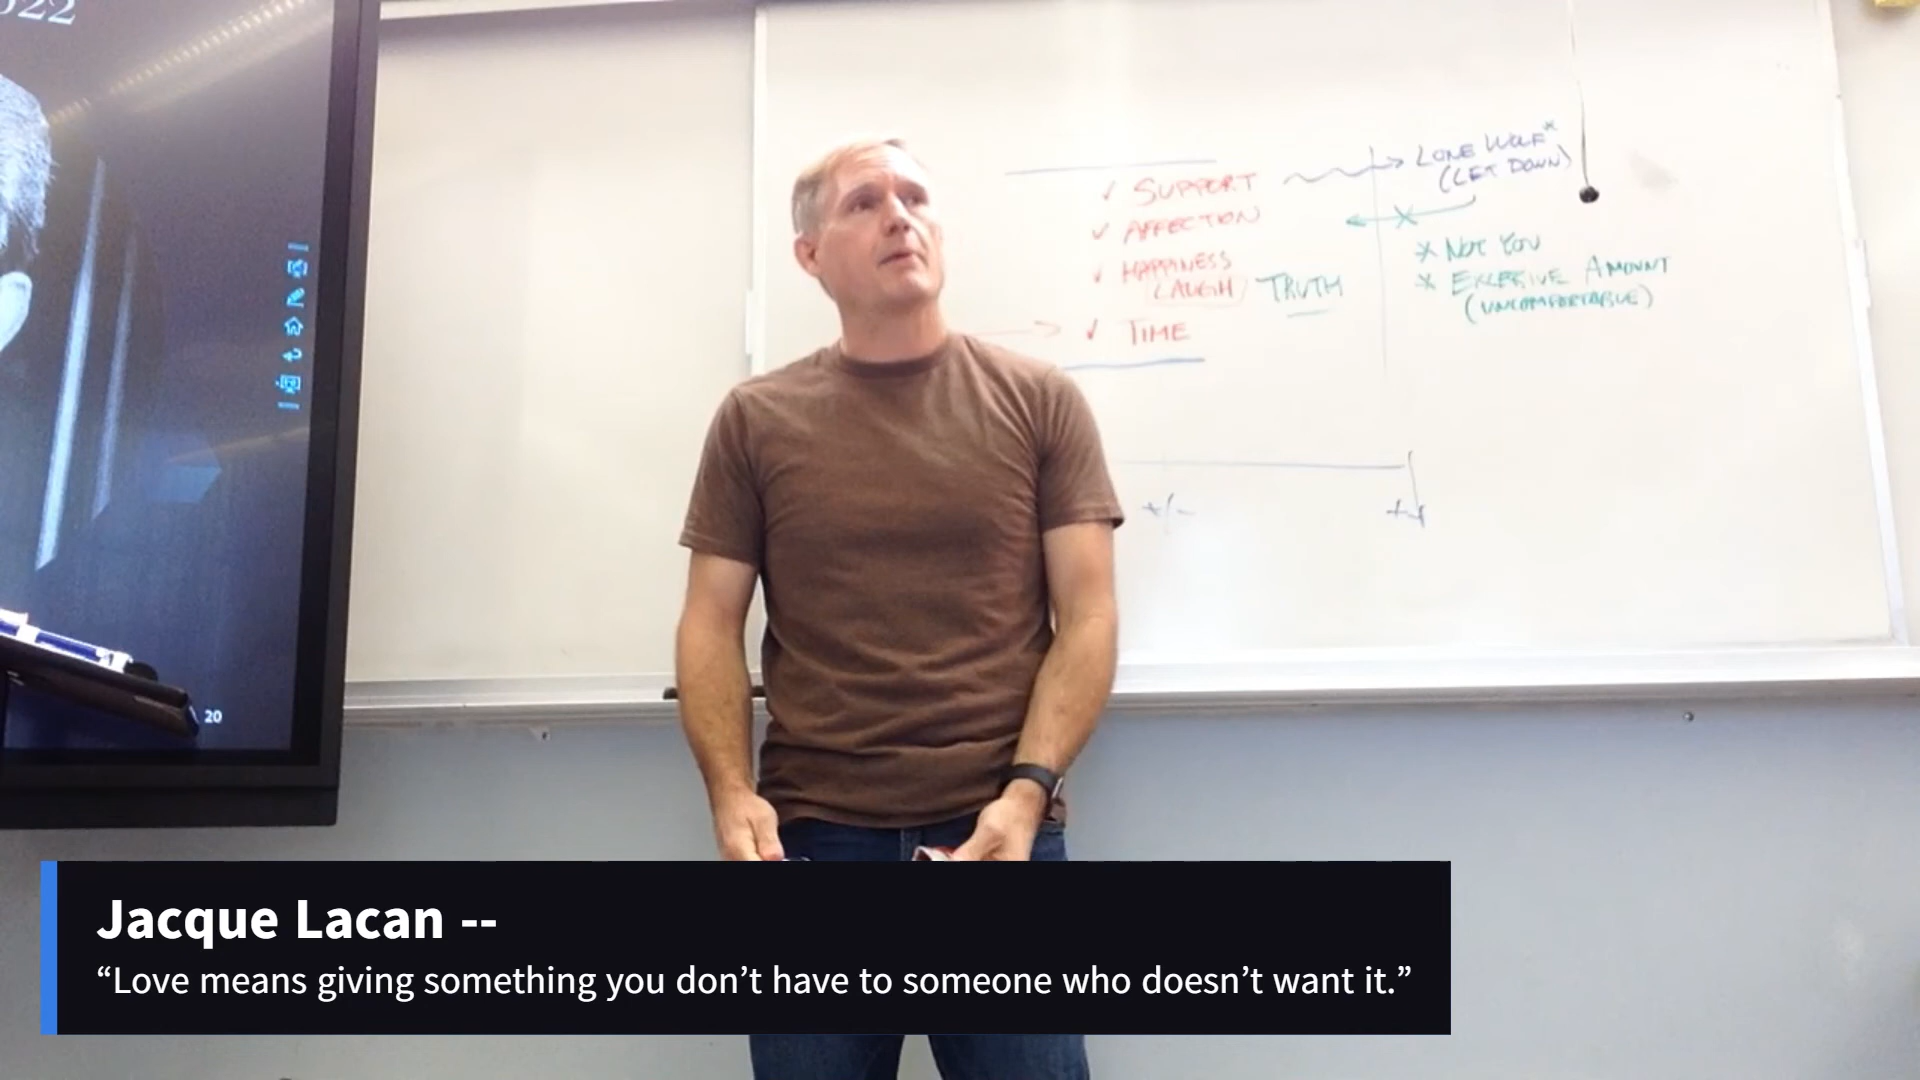 022
LONE WOLF*
(LET DOWN)
✓ SUPPORT
✓ AFFECTION
✓ HAPPINESS
LAUGH TRUTH
✓ TIME
* NOT YOU
* EXCESSIVE AMOUNT
(UNCOMFORTABLE)
+/-
20
Jacque Lacan --
“Love means giving something you don’t have to someone who doesn’t want it.”